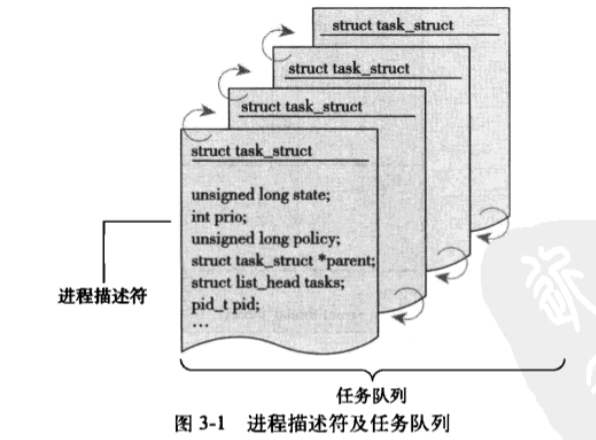 struct task_struct
struct task_struct
struct task_struct
struct task_struct
unsigned long state;
int prio;
unsigned long policy;
struct task_struct *parent;
struct list_head tasks;
pid_t pid;
…
进程描述符
任务队列
图 3-1 进程描述符及任务队列